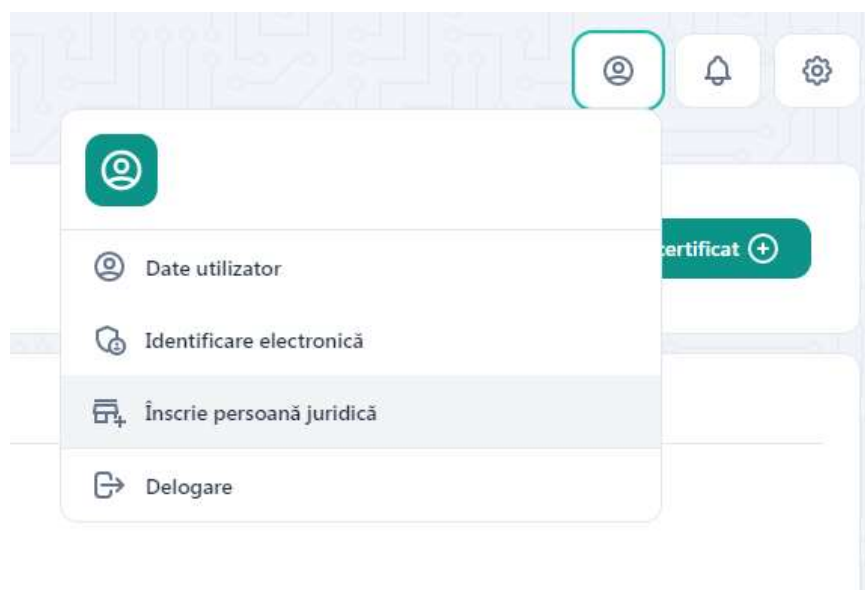 certificat
Date utilizator
Identificare electronică
Înscrie persoană juridică
Delogare